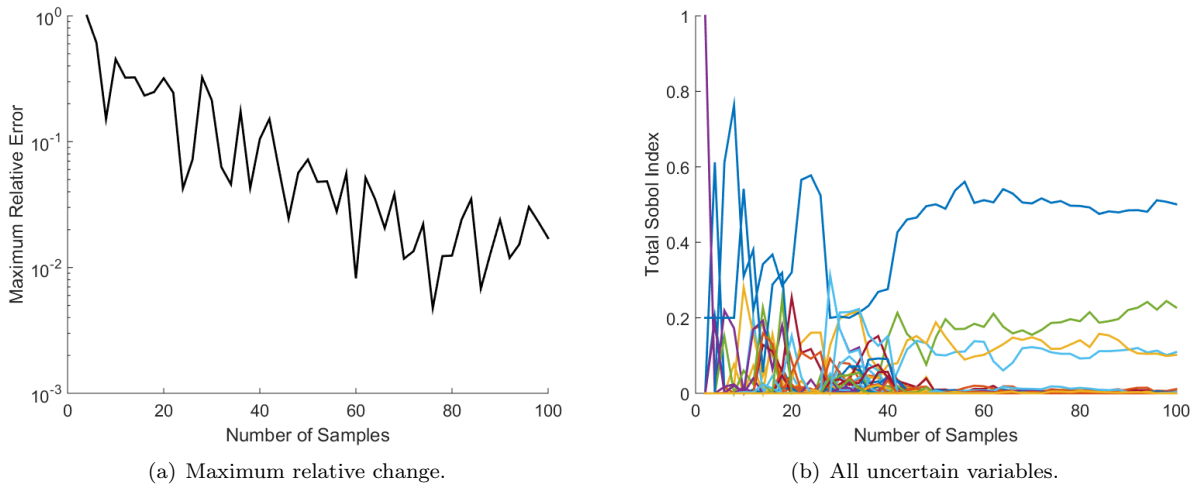 10^0
10^-1
10^-2
10^-3
Maximum Relative Error
0 20 40 60 80 100
Number of Samples
(a) Maximum relative change.
1
0.8
0.6
0.4
0.2
0
Total Sobol Index
0 20 40 60 80 100
Number of Samples
(b) All uncertain variables.